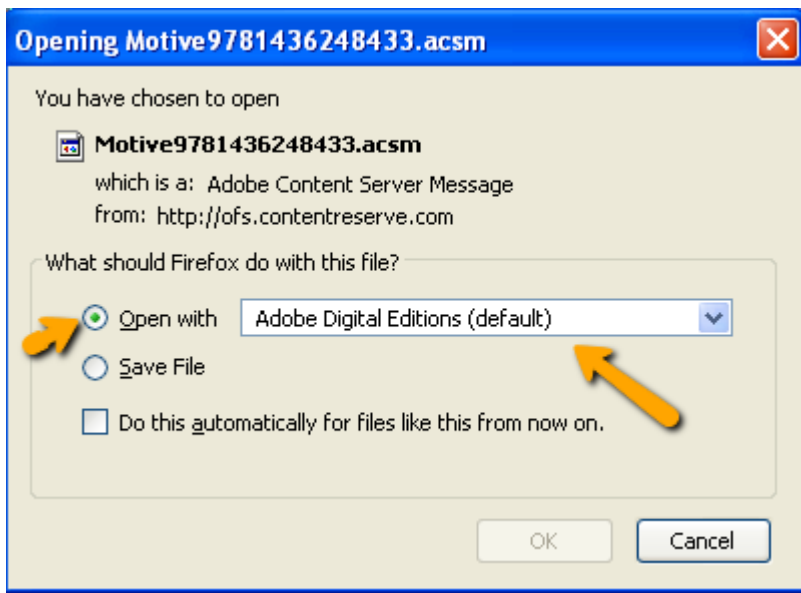 Opening Motive9781436248433.acsm
You have chosen to open
Motive9781436248433.acsm
which is a: Adobe Content Server Message
from: http://ofs.contentreserve.com
What should Firefox do with this file?
Open with Adobe Digital Editions (default)
Save File
Do this automatically for files like this from now on.
OK Cancel